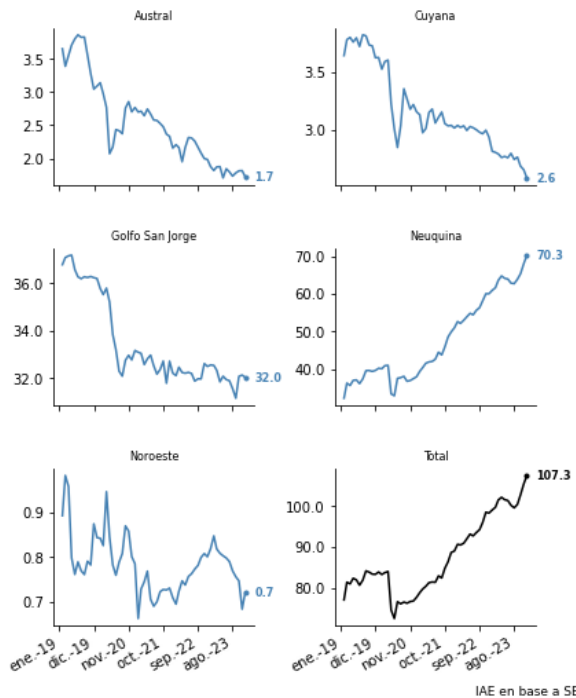 Austral
3.5
3.0
2.5
2.0
1.7
Cuyana
3.5
3.0
2.6
Golfo San Jorge
36.0
34.0
32.0
32.0
Neuquina
70.0
60.0
50.0
40.0
70.3
Noroeste
0.9
0.8
0.7
0.7
ene.-19
dic.-19
nov.-20
oct.-21
sep.-22
ago.-23
Total
100.0
90.0
80.0
107.3
ene.-19
dic.-19
nov.-20
oct.-21
sep.-22
ago.-23
IAE en base a SE